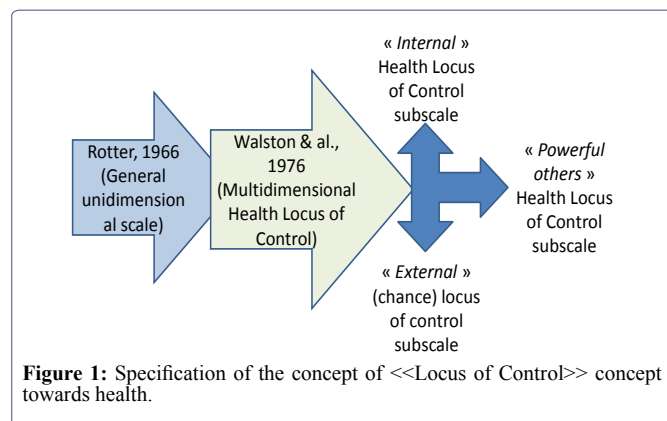 Rotter, 1966
(General
unidimension
al scale)
Walston & al.,
1976
(Multidimensional
Health Locus of
Control)
« Internal »
Health Locus
of Control
subscale
« Powerful
others »
Health Locus
of Control
subscale
« External »
(chance) locus
of control
subscale
Figure 1: Specification of the concept of <<Locus of Control>> concept
towards health.